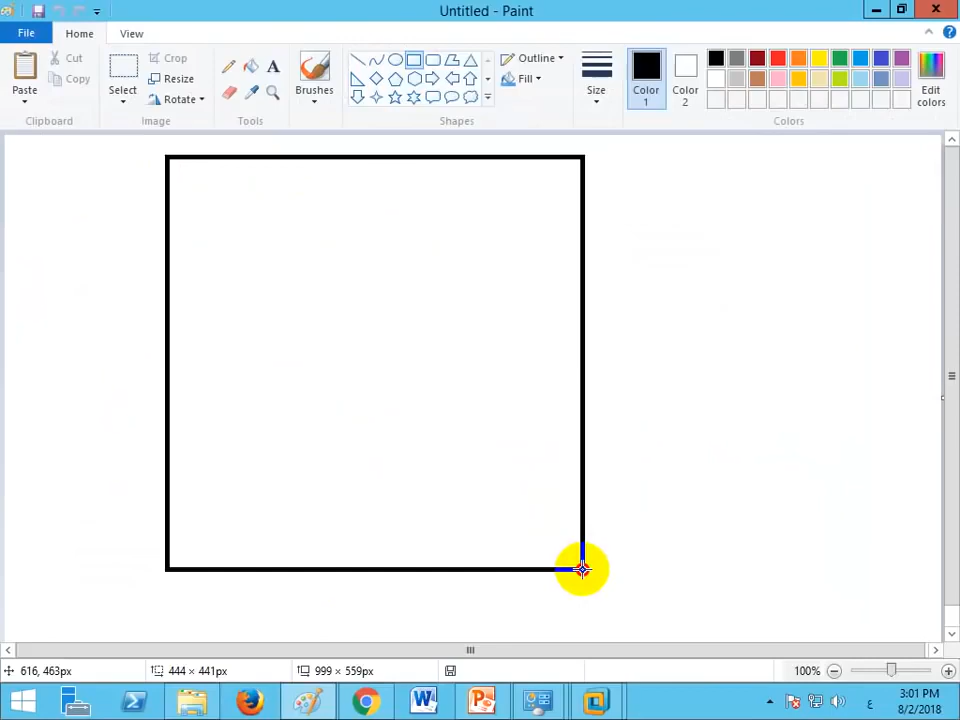 Untitled - Paint
File
Home
View
Paste
Cut
Copy
Clipboard
Select
Crop
Resize
Rotate
Image
A
Tools
Brushes
Outline
Fill
Shapes
Size
Color 1
Color 2
Edit colors
Colors
616, 463px
444 × 441px
999 × 559px
100%
ع
3:01 PM
8/2/2018